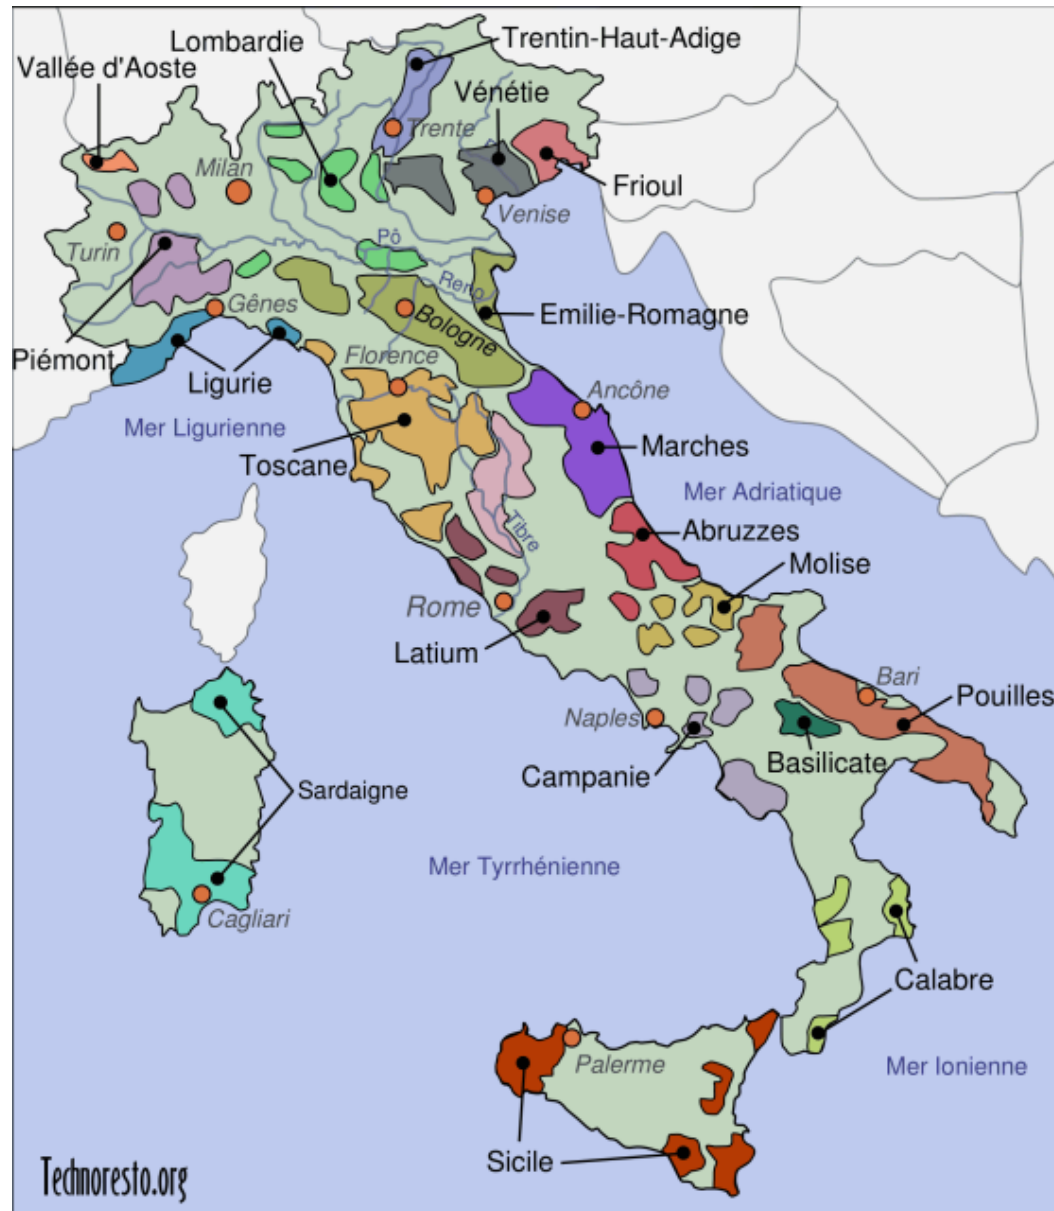 Lombardie
Trentin-Haut-Adige
Vallée d'Aoste
Vénétie
Trente
Milan
Frioul
Venise
Turin
Pô
Reno
Gênes
Emilie-Romagne
Bologne
Piémont
Florence
Ligurie
Ancône
Mer Ligurienne
Marches
Toscane
Mer Adriatique
Tibre
Abruzzes
Molise
Rome
Latium
Bari
Pouilles
Naples
Basilicate
Campanie
Sardaigne
Mer Tyrrhénienne
Cagliari
Calabre
Palerme
Mer Ionienne
Sicile
Technoresto.org